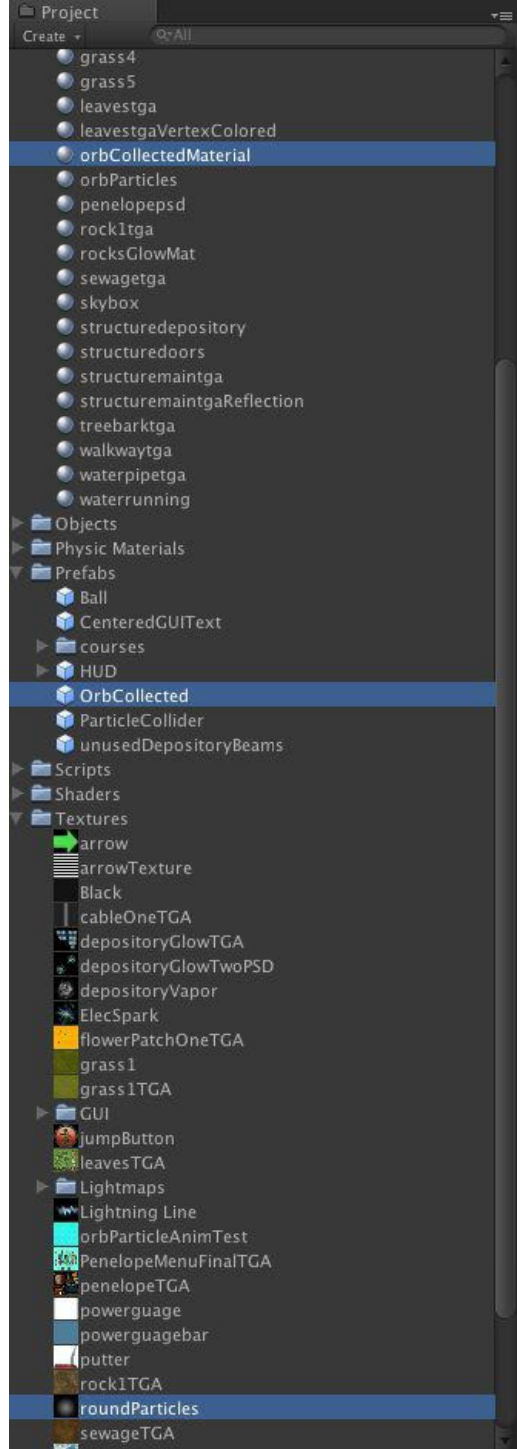 Project
Create
All
grass4
grass5
leavestga
leavestgaVertexColored
orbCollectedMaterial
orbParticles
penelopepsd
rock1tga
rocksGlowMat
sewagetga
skybox
structuredepository
structuredoors
structuremaintga
structuremaintgaReflection
treebarktga
walkwaytga
waterpipetga
waterrunning
Objects
Physic Materials
Prefabs
Ball
CenteredGUIText
courses
HUD
OrbCollected
ParticleCollider
unusedDepositoryBeams
Scripts
Shaders
Textures
arrow
arrowTexture
Black
cableOneTGA
depositoryGlowTGA
depositoryGlowTwoPSD
depositoryVapor
ElecSpark
flowerPatchOneTGA
grass1
grass1TGA
GUI
jumpButton
leavesTGA
Lightmaps
Lightning Line
orbParticleAnimTest
PenelopeMenuFinalTGA
penelopeTGA
powerguage
powerguagebar
putter
rock1TGA
roundParticles
sewageTGA